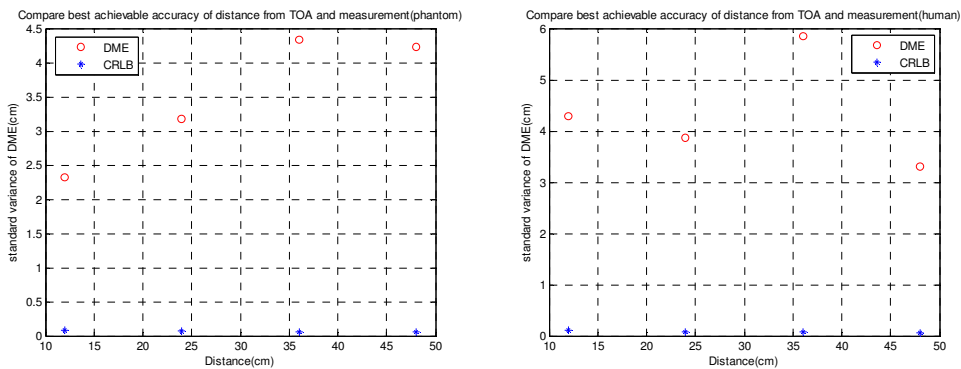 Compare best achievable accuracy of distance from TOA and measurement(phantom)
4.5
4
3.5
3
2.5
2
1.5
1
0.5
0
standard variance of DME(cm)
DME
CRLB
10 15 20 25 30 35 40 45 50
Distance(cm)
Compare best achievable accuracy of distance from TOA and measurement(human)
6
5
4
3
2
1
0
standard variance of DME(cm)
DME
CRLB
10 15 20 25 30 35 40 45 50
Distance(cm)